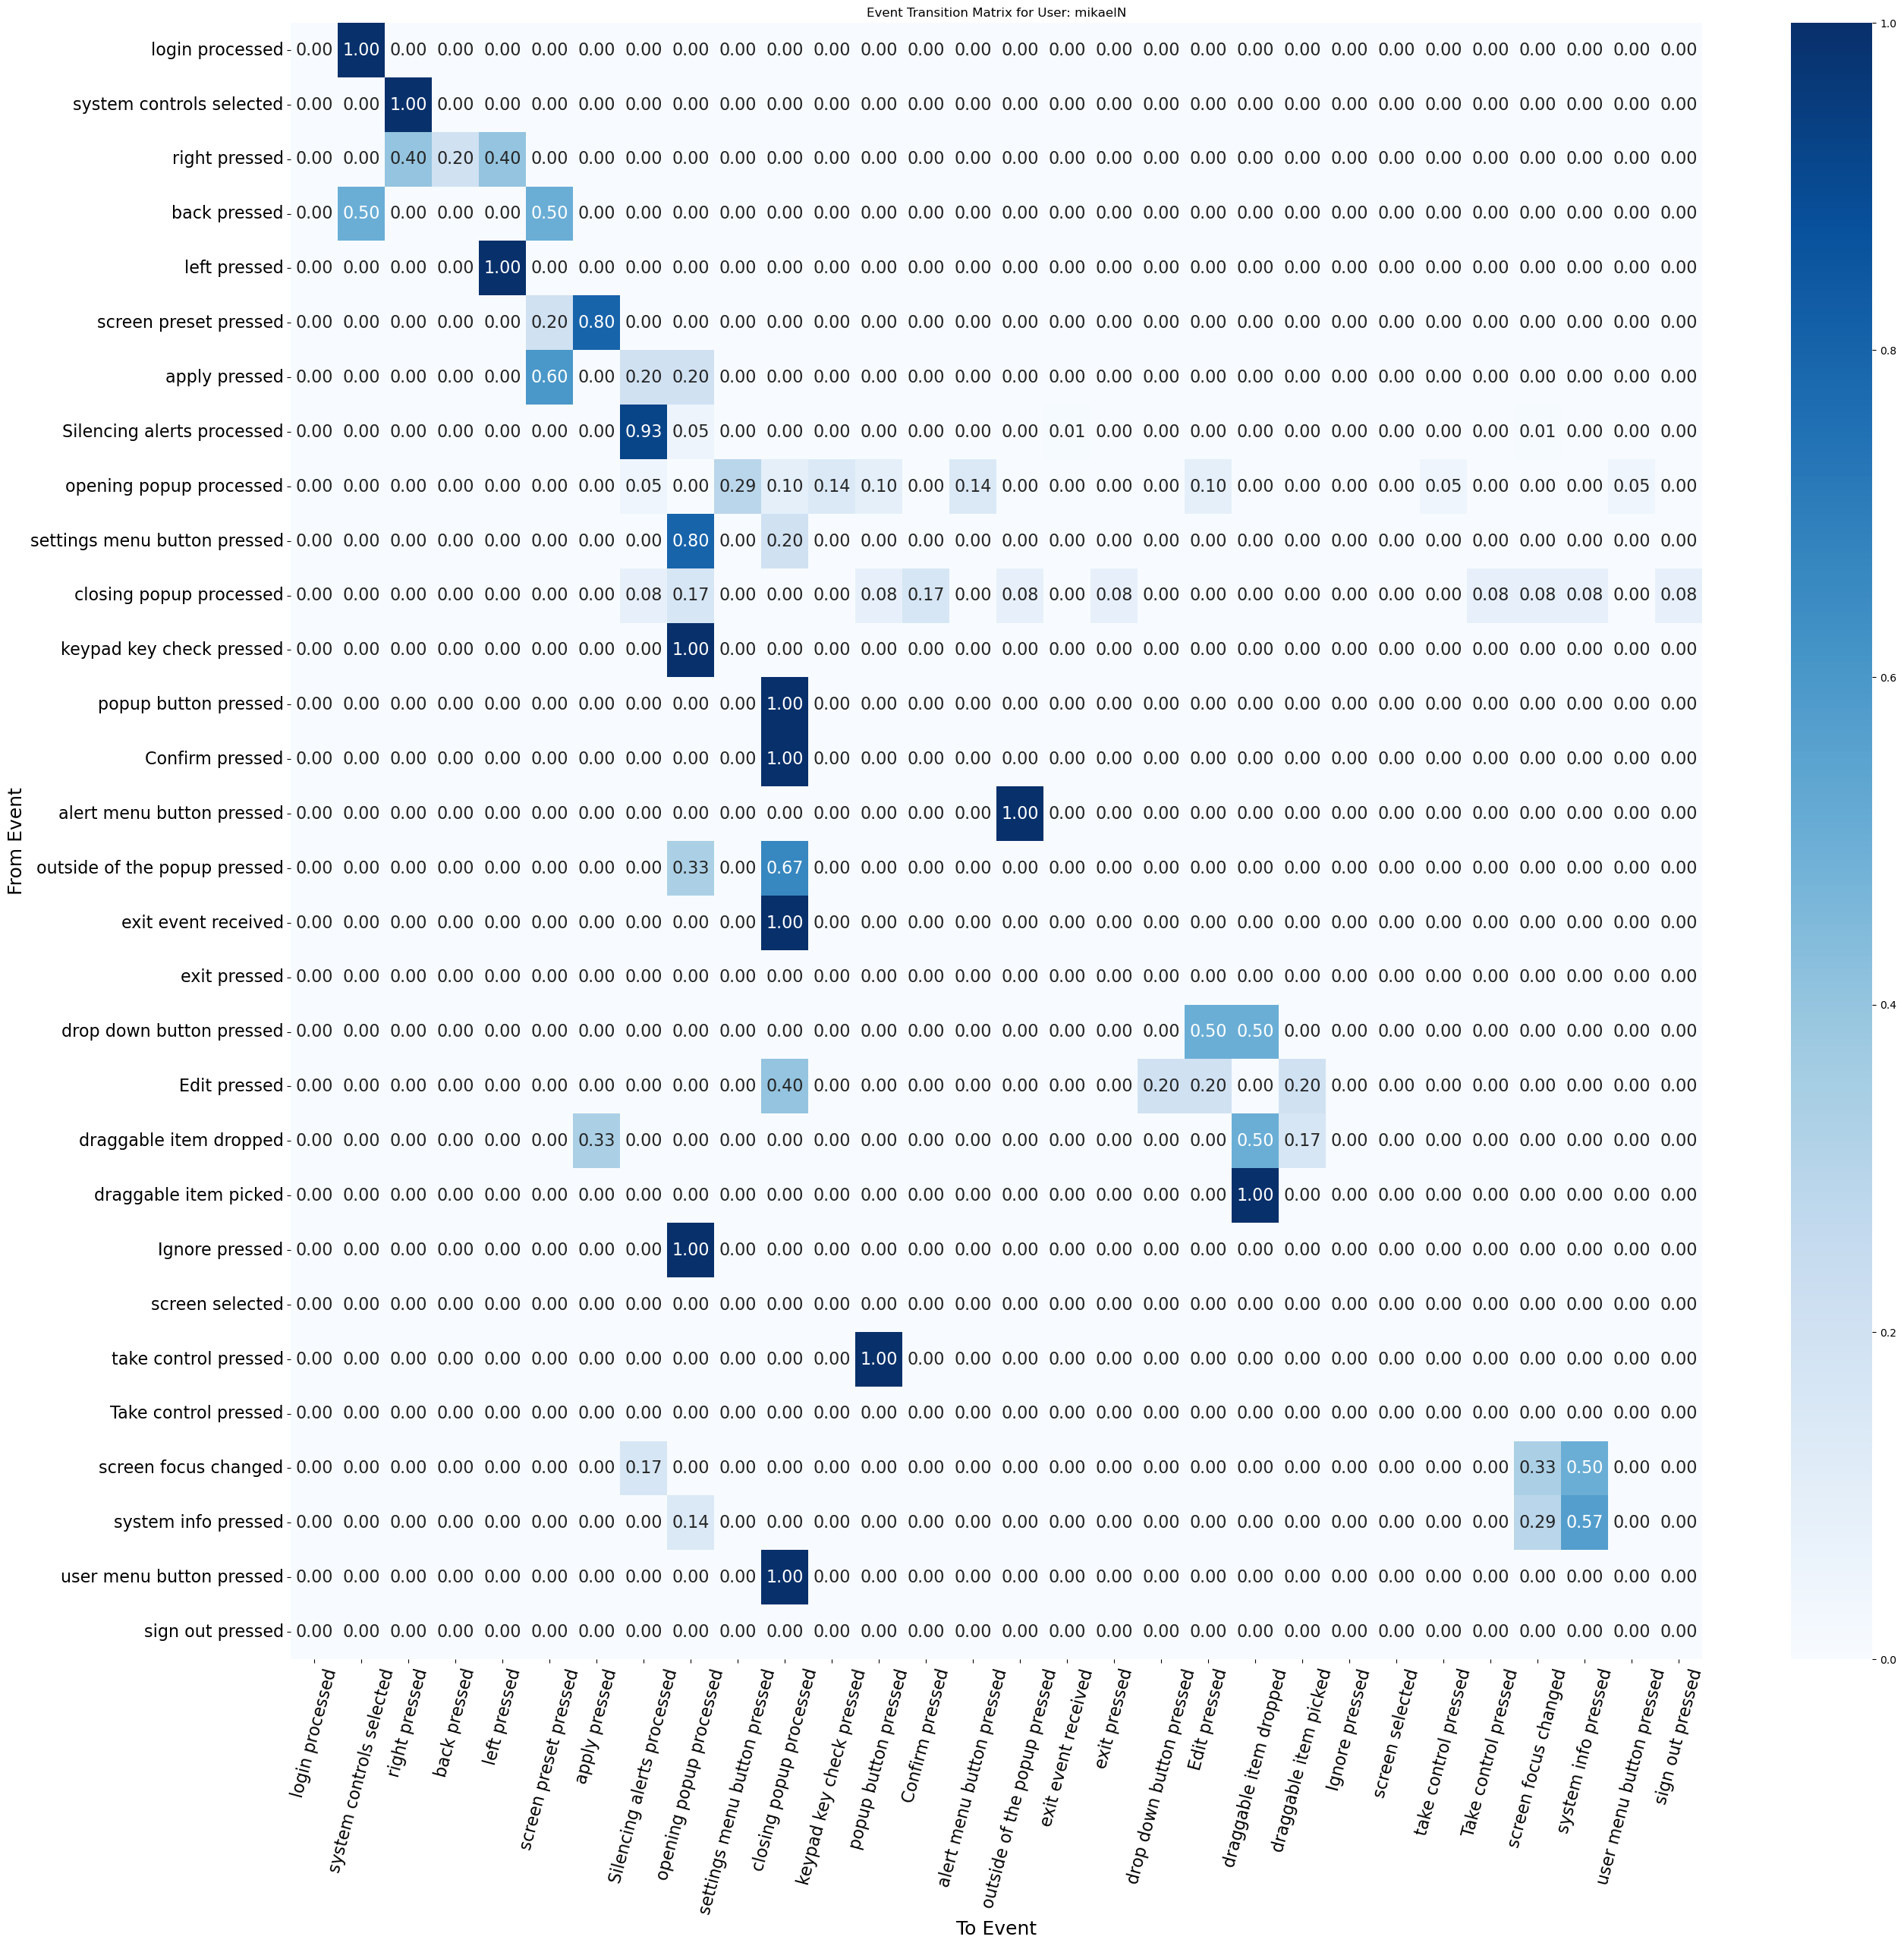 Event Transition Matrix for User: mikaelN
login processed 0.00 1.00 0.00 0.00 0.00 0.00 0.00 0.00 0.00 0.00 0.00 0.00 0.00 0.00 0.00 0.00 0.00 0.00 0.00 0.00 0.00 0.00 0.00 0.00 0.00 0.00 0.00 0.00 0.00 0.00
system controls selected 0.00 0.00 1.00 0.00 0.00 0.00 0.00 0.00 0.00 0.00 0.00 0.00 0.00 0.00 0.00 0.00 0.00 0.00 0.00 0.00 0.00 0.00 0.00 0.00 0.00 0.00 0.00 0.00 0.00 0.00
right pressed 0.00 0.00 0.40 0.20 0.40 0.00 0.00 0.00 0.00 0.00 0.00 0.00 0.00 0.00 0.00 0.00 0.00 0.00 0.00 0.00 0.00 0.00 0.00 0.00 0.00 0.00 0.00 0.00 0.00 0.00
back pressed 0.00 0.50 0.00 0.00 0.00 0.50 0.00 0.00 0.00 0.00 0.00 0.00 0.00 0.00 0.00 0.00 0.00 0.00 0.00 0.00 0.00 0.00 0.00 0.00 0.00 0.00 0.00 0.00 0.00 0.00
left pressed 0.00 0.00 0.00 0.00 1.00 0.00 0.00 0.00 0.00 0.00 0.00 0.00 0.00 0.00 0.00 0.00 0.00 0.00 0.00 0.00 0.00 0.00 0.00 0.00 0.00 0.00 0.00 0.00 0.00 0.00
screen preset pressed 0.00 0.00 0.00 0.00 0.00 0.20 0.80 0.00 0.00 0.00 0.00 0.00 0.00 0.00 0.00 0.00 0.00 0.00 0.00 0.00 0.00 0.00 0.00 0.00 0.00 0.00 0.00 0.00 0.00 0.00
apply pressed 0.00 0.00 0.00 0.00 0.00 0.60 0.00 0.20 0.20 0.00 0.00 0.00 0.00 0.00 0.00 0.00 0.00 0.00 0.00 0.00 0.00 0.00 0.00 0.00 0.00 0.00 0.00 0.00 0.00 0.00
Silencing alerts processed 0.00 0.00 0.00 0.00 0.00 0.00 0.00 0.93 0.05 0.00 0.00 0.00 0.00 0.00 0.00 0.00 0.01 0.00 0.00 0.00 0.00 0.00 0.00 0.00 0.00 0.00 0.01 0.00 0.00 0.00
opening popup processed 0.00 0.00 0.00 0.00 0.00 0.00 0.00 0.05 0.00 0.29 0.10 0.14 0.10 0.00 0.14 0.00 0.00 0.00 0.00 0.10 0.00 0.00 0.00 0.00 0.05 0.00 0.00 0.00 0.05 0.00
settings menu button pressed 0.00 0.00 0.00 0.00 0.00 0.00 0.00 0.00 0.80 0.00 0.20 0.00 0.00 0.00 0.00 0.00 0.00 0.00 0.00 0.00 0.00 0.00 0.00 0.00 0.00 0.00 0.00 0.00 0.00 0.00
closing popup processed 0.00 0.00 0.00 0.00 0.00 0.00 0.00 0.08 0.17 0.00 0.00 0.00 0.08 0.17 0.00 0.08 0.00 0.08 0.00 0.00 0.00 0.00 0.00 0.00 0.00 0.08 0.08 0.08 0.00 0.08
keypad key check pressed 0.00 0.00 0.00 0.00 0.00 0.00 0.00 0.00 1.00 0.00 0.00 0.00 0.00 0.00 0.00 0.00 0.00 0.00 0.00 0.00 0.00 0.00 0.00 0.00 0.00 0.00 0.00 0.00 0.00 0.00
popup button pressed 0.00 0.00 0.00 0.00 0.00 0.00 0.00 0.00 0.00 0.00 1.00 0.00 0.00 0.00 0.00 0.00 0.00 0.00 0.00 0.00 0.00 0.00 0.00 0.00 0.00 0.00 0.00 0.00 0.00 0.00
Confirm pressed 0.00 0.00 0.00 0.00 0.00 0.00 0.00 0.00 0.00 0.00 1.00 0.00 0.00 0.00 0.00 0.00 0.00 0.00 0.00 0.00 0.00 0.00 0.00 0.00 0.00 0.00 0.00 0.00 0.00 0.00
alert menu button pressed 0.00 0.00 0.00 0.00 0.00 0.00 0.00 0.00 0.00 0.00 0.00 0.00 0.00 0.00 0.00 1.00 0.00 0.00 0.00 0.00 0.00 0.00 0.00 0.00 0.00 0.00 0.00 0.00 0.00 0.00
outside of the popup pressed 0.00 0.00 0.00 0.00 0.00 0.00 0.00 0.00 0.33 0.00 0.67 0.00 0.00 0.00 0.00 0.00 0.00 0.00 0.00 0.00 0.00 0.00 0.00 0.00 0.00 0.00 0.00 0.00 0.00 0.00
exit event received 0.00 0.00 0.00 0.00 0.00 0.00 0.00 0.00 0.00 0.00 1.00 0.00 0.00 0.00 0.00 0.00 0.00 0.00 0.00 0.00 0.00 0.00 0.00 0.00 0.00 0.00 0.00 0.00 0.00 0.00
exit pressed 0.00 0.00 0.00 0.00 0.00 0.00 0.00 0.00 0.00 0.00 0.00 0.00 0.00 0.00 0.00 0.00 0.00 0.00 0.00 0.00 0.00 0.00 0.00 0.00 0.00 0.00 0.00 0.00 0.00 0.00
drop down button pressed 0.00 0.00 0.00 0.00 0.00 0.00 0.00 0.00 0.00 0.00 0.00 0.00 0.00 0.00 0.00 0.00 0.00 0.00 0.00 0.50 0.50 0.00 0.00 0.00 0.00 0.00 0.00 0.00 0.00 0.00
Edit pressed 0.00 0.00 0.00 0.00 0.00 0.00 0.00 0.00 0.00 0.00 0.40 0.00 0.00 0.00 0.00 0.00 0.00 0.00 0.20 0.20 0.00 0.20 0.00 0.00 0.00 0.00 0.00 0.00 0.00 0.00
draggable item dropped 0.00 0.00 0.00 0.00 0.00 0.00 0.33 0.00 0.00 0.00 0.00 0.00 0.00 0.00 0.00 0.00 0.00 0.00 0.00 0.00 0.50 0.17 0.00 0.00 0.00 0.00 0.00 0.00 0.00 0.00
draggable item picked 0.00 0.00 0.00 0.00 0.00 0.00 0.00 0.00 0.00 0.00 0.00 0.00 0.00 0.00 0.00 0.00 0.00 0.00 0.00 0.00 1.00 0.00 0.00 0.00 0.00 0.00 0.00 0.00 0.00 0.00
Ignore pressed 0.00 0.00 0.00 0.00 0.00 0.00 0.00 0.00 1.00 0.00 0.00 0.00 0.00 0.00 0.00 0.00 0.00 0.00 0.00 0.00 0.00 0.00 0.00 0.00 0.00 0.00 0.00 0.00 0.00 0.00
screen selected 0.00 0.00 0.00 0.00 0.00 0.00 0.00 0.00 0.00 0.00 0.00 0.00 0.00 0.00 0.00 0.00 0.00 0.00 0.00 0.00 0.00 0.00 0.00 0.00 0.00 0.00 0.00 0.00 0.00 0.00
take control pressed 0.00 0.00 0.00 0.00 0.00 0.00 0.00 0.00 0.00 0.00 0.00 0.00 1.00 0.00 0.00 0.00 0.00 0.00 0.00 0.00 0.00 0.00 0.00 0.00 0.00 0.00 0.00 0.00 0.00 0.00
Take control pressed 0.00 0.00 0.00 0.00 0.00 0.00 0.00 0.00 0.00 0.00 0.00 0.00 0.00 0.00 0.00 0.00 0.00 0.00 0.00 0.00 0.00 0.00 0.00 0.00 0.00 0.00 0.00 0.00 0.00 0.00
screen focus changed 0.00 0.00 0.00 0.00 0.00 0.00 0.00 0.17 0.00 0.00 0.00 0.00 0.00 0.00 0.00 0.00 0.00 0.00 0.00 0.00 0.00 0.00 0.00 0.00 0.00 0.00 0.33 0.50 0.00 0.00
system info pressed 0.00 0.00 0.00 0.00 0.00 0.00 0.00 0.00 0.14 0.00 0.00 0.00 0.00 0.00 0.00 0.00 0.00 0.00 0.00 0.00 0.00 0.00 0.00 0.00 0.00 0.00 0.29 0.57 0.00 0.00
user menu button pressed 0.00 0.00 0.00 0.00 0.00 0.00 0.00 0.00 0.00 0.00 1.00 0.00 0.00 0.00 0.00 0.00 0.00 0.00 0.00 0.00 0.00 0.00 0.00 0.00 0.00 0.00 0.00 0.00 0.00 0.00
sign out pressed 0.00 0.00 0.00 0.00 0.00 0.00 0.00 0.00 0.00 0.00 0.00 0.00 0.00 0.00 0.00 0.00 0.00 0.00 0.00 0.00 0.00 0.00 0.00 0.00 0.00 0.00 0.00 0.00 0.00 0.00
From Event
login processed
system controls selected
right pressed
back pressed
left pressed
screen preset pressed
apply pressed
Silencing alerts processed
opening popup processed
settings menu button pressed
closing popup processed
keypad key check pressed
popup button pressed
Confirm pressed
alert menu button pressed
outside of the popup pressed
exit event received
exit pressed
drop down button pressed
Edit pressed
draggable item dropped
draggable item picked
Ignore pressed
screen selected
take control pressed
Take control pressed
screen focus changed
system info pressed
user menu button pressed
sign out pressed
To Event
1.0
0.8
0.6
0.4
0.2
0.0